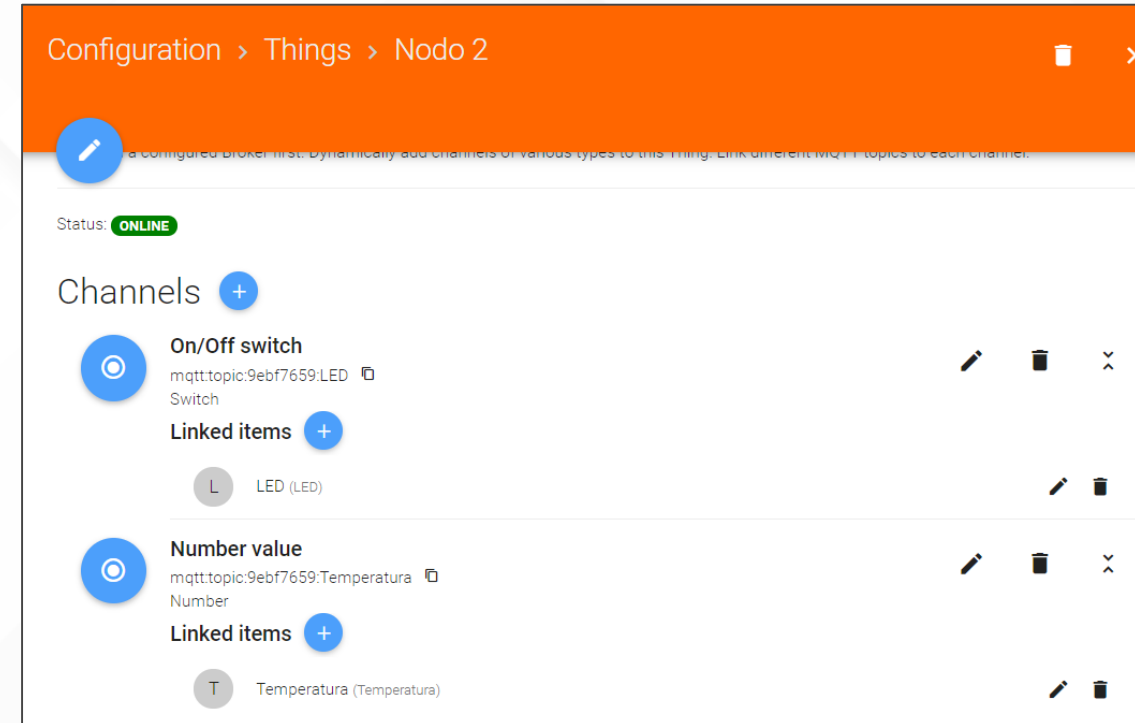 Configuration > Things > Nodo 2
a configured Broker first. Dynamically add channels of various types to this Thing. Link different MQTT topics to each channel.
Status: ONLINE
Channels
On/Off switch
mqtt:topic:9ebf7659:LED
Switch
Linked items
L LED (LED)
Number value
mqtt:topic:9ebf7659:Temperatura
Number
Linked items
T Temperatura (Temperatura)